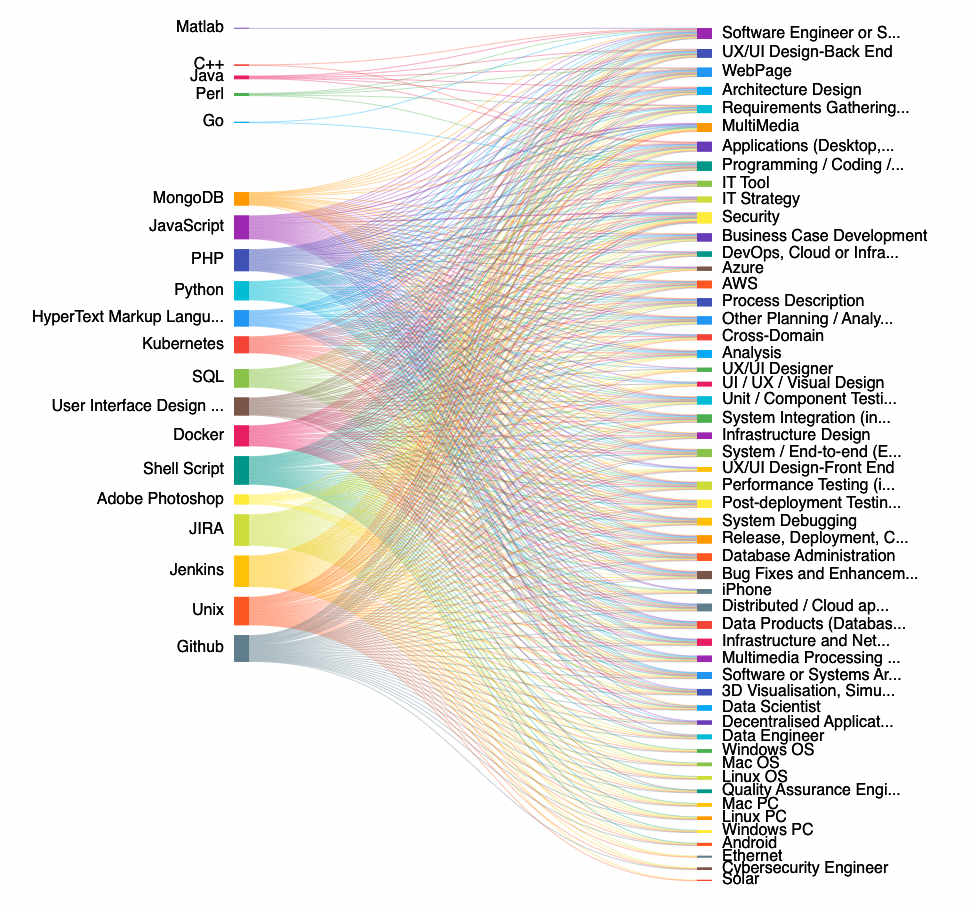 Matlab
C++
Java
Perl
Go
MongoDB
JavaScript
PHP
Python
HyperText Markup Langu...
Kubernetes
SQL
User Interface Design ...
Docker
Shell Script
Adobe Photoshop
JIRA
Jenkins
Unix
Github
Software Engineer or S...
UX/UI Design-Back End
WebPage
Architecture Design
Requirements Gathering...
MultiMedia
Applications (Desktop,...
Programming / Coding /...
IT Tool
IT Strategy
Security
Business Case Development
DevOps, Cloud or Infra...
Azure
AWS
Process Description
Other Planning / Analy...
Cross-Domain
Analysis
UX/UI Designer
UI / UX / Visual Design
Unit / Component Testi...
System Integration (in...
Infrastructure Design
System / End-to-end (E...
UX/UI Design-Front End
Performance Testing (i...
Post-deployment Testin...
System Debugging
Release, Deployment, C...
Database Administration
Bug Fixes and Enhancem...
iPhone
Distributed / Cloud ap...
Data Products (Databas...
Infrastructure and Net...
Multimedia Processing ...
Software or Systems Ar...
3D Visualisation, Simu...
Data Scientist
Decentralised Applicat...
Data Engineer
Windows OS
Mac OS
Linux OS
Quality Assurance Engi...
Mac PC
Linux PC
Windows PC
Android
Ethernet
Cybersecurity Engineer
Solar